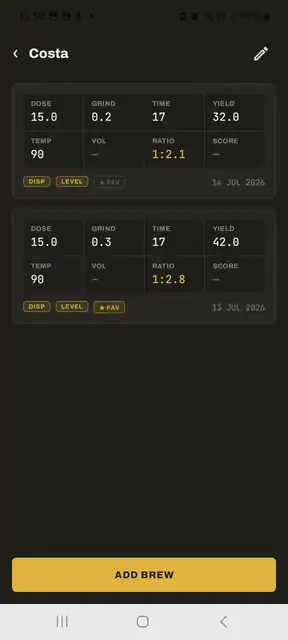 Costa
DOSE GRIND TIME YIELD
15.0 0.2 17 32.0
TEMP VOL RATIO SCORE
90 — 1:2.1 —
DISP LEVEL ★ FAV 14 JUL 2026
DOSE GRIND TIME YIELD
15.0 0.3 17 42.0
TEMP VOL RATIO SCORE
90 — 1:2.8 —
DISP LEVEL ★ FAV JUL 2026
ADD BREW